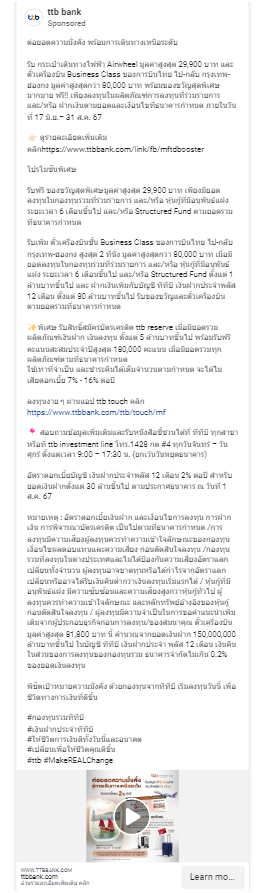 ttb bank
Sponsored
ต่อยอดความมั่งคั่ง พร้อมการเดินทางเหนือระดับ
รับ กระเป๋าเดินทางไฟฟ้า Airwheel มูลค่าสูงสุด 29,900 บาท และ
ตั๋วเครื่องบิน Business Class ของการบินไทย ไป-กลับ กรุงเทพ-
ฮ่องกง มูลค่าสูงสุดกว่า 80,000 บาท พร้อมของขวัญสุดพิเศษ
มากมาย ฟรี!! เพียงลงทุนในผลิตภัณฑ์การลงทุนที่ร่วมรายการ
และ/หรือ ฝากเงินตามยอดและเงื่อนไขที่ธนาคารกำหนด ภายในวัน
ที่ 17 มิ.ย.– 31 ส.ค. 67
👉🏻 ดูรายละเอียดเพิ่มเติม
คลิกhttps://www.ttbbank.com/link/fb/mftdbooster
โปรโมชันพิเศษ
รับฟรี ของขวัญสุดพิเศษมูลค่าสูงสุด 29,900 บาท เพียงมียอด
ลงทุนในกองทุนรวมที่ร่วมรายการ และ/หรือ หุ้นกู้ที่มีอนุพันธ์แฝง
ระยะเวลา 6 เดือนขึ้นไป และ/หรือ Structured Fund ตามยอดรวม
ที่ธนาคารกำหนด
รับเพิ่ม ตั๋วเครื่องบินชั้น Business Class ของการบินไทย ไป-กลับ
กรุงเทพ-ฮ่องกง สูงสุด 2 ที่นั่ง มูลค่าสูงสุดกว่า 80,000 บาท เมื่อมี
ยอดลงทุนในกองทุนรวมที่ร่วมรายการ และ/หรือ หุ้นกู้ที่มีอนุพันธ์
แฝง ระยะเวลา 6 เดือนขึ้นไป และ/หรือ Structured Fund ตั้งแต่ 1
ล้านบาทขึ้นไป และ ฝากเงินเพิ่มกับบัญชี ทีทีบี เงินฝากประจำพลัส
12 เดือน ตั้งแต่ 80 ล้านบาทขึ้นไป รับของขวัญและตั๋วเครื่องบิน
ตามยอดรวมที่ธนาคารกำหนด
✨พิเศษ รับสิทธิ์สมัครบัตรเครดิต ttb reserve เมื่อมียอดรวม
ผลิตภัณฑ์เงินฝาก เงินลงทุน ตั้งแต่ 5 ล้านบาทขึ้นไป พร้อมรับฟรี
คะแนนสะสมประจำปีสูงสุด 180,000 คะแนน เมื่อมียอดรวมทุก
ผลิตภัณฑ์ตามที่ธนาคารกำหนด
ใช้เท่าที่จำเป็น และชำระคืนได้เต็มจำนวนตามกำหนด จะได้ไม่
เสียดอกเบี้ย 7% - 16% ต่อปี
ลงทุนง่าย ๆ ผ่านแอป ttb touch คลิก
https://www.ttbbank.com/ttb/touch/mf
📍 สอบถามข้อมูลเพิ่มเติมและรับหนังสือชี้ชวนได้ที่ ทีทีบี ทุกสาขา
หรือที่ ttb investment line โทร.1428 กด #4 ทุกวันจันทร์ – วัน
ศุกร์ ตั้งแต่เวลา 9:00 – 17:30 น. (ยกเว้นวันหยุดธนาคาร)
อัตราดอกเบี้ยบัญชี เงินฝากประจำพลัส 12 เดือน 2% ต่อปี สำหรับ
ยอดเงินฝากตั้งแต่ 30 ล้านขึ้นไป ตามประกาศธนาคาร ณ วันที่ 1
ส.ค. 67
หมายเหตุ : อัตราดอกเบี้ยเงินฝาก และเงื่อนไขการลงทุน การฝาก
เงิน การพิจารณาบัตรเครดิต เป็นไปตามที่ธนาคารกำหนด /การ
ลงทุนมีความเสี่ยงผู้ลงทุนควรทำความเข้าใจลักษณะของกองทุน
เงื่อนไขผลตอบแทนและความเสี่ยง ก่อนตัดสินใจลงทุน /กองทุน
รวมที่ลงทุนในต่างประเทศและไม่ได้ป้องกันความเสี่ยงอัตราแลก
เปลี่ยนทั้งจำนวน ผู้ลงทุนอาจขาดทุนหรือได้กำไรจากอัตราแลก
เปลี่ยนหรืออาจได้รับเงินคืนต่ำกว่าเงินลงทุนเริ่มแรกได้ / หุ้นกู้ที่มี
อนุพันธ์แฝง มีความซับซ้อนและความเสี่ยงสูงกว่าหุ้นกู้ทั่วไป ผู้
ลงทุนควรทำความเข้าใจลักษณะ และหลักทรัพย์อ้างอิงของหุ้นกู้
ก่อนตัดสินใจลงทุน / ผู้ลงทุนมีความจำเป็นในการขอคำแนะนำเพิ่ม
เติมจากผู้ประกอบธุรกิจก่อนการลงทุน/ของสมนาคุณ ตั๋วเครื่องบิน
มูลค่าสูงสุด 81,800 บาท นี้ คำนวณจากยอดเงินฝาก 150,000,000
ล้านบาทขึ้นไป ในบัญชี ทีทีบี เงินฝากประจำ พลัส 12 เดือน เงินคืน
ในส่วนของการลงทุนของกองทุนรวม ธนาคารจำกัดไม่เกิน 0.2%
ของยอดเงินลงทุน
พิชิตเป้าหมายความมั่งคั่ง ด้วยกองทุนจากทีทีบี เริ่มลงทุนวันนี้ เพื่อ
ชีวิตทางการเงินที่ดีขึ้น
#กองทุนรวมทีทีบี
#เงินฝากประจำทีทีบี
#ให้ชีวิตการเงินดีทั้งวันนี้และอนาคต
#เปลี่ยนเพื่อให้ชีวิตคุณดีขึ้น
#ttb #MakeREALChange
ต่อยอดความมั่งคั่ง
สู่การเดินทางเหนือระดับ
WWW.TTBBANK.COM
ttbbank.com
อ่านรายละเอียดเพิ่มเติม คลิก
Learn mo...